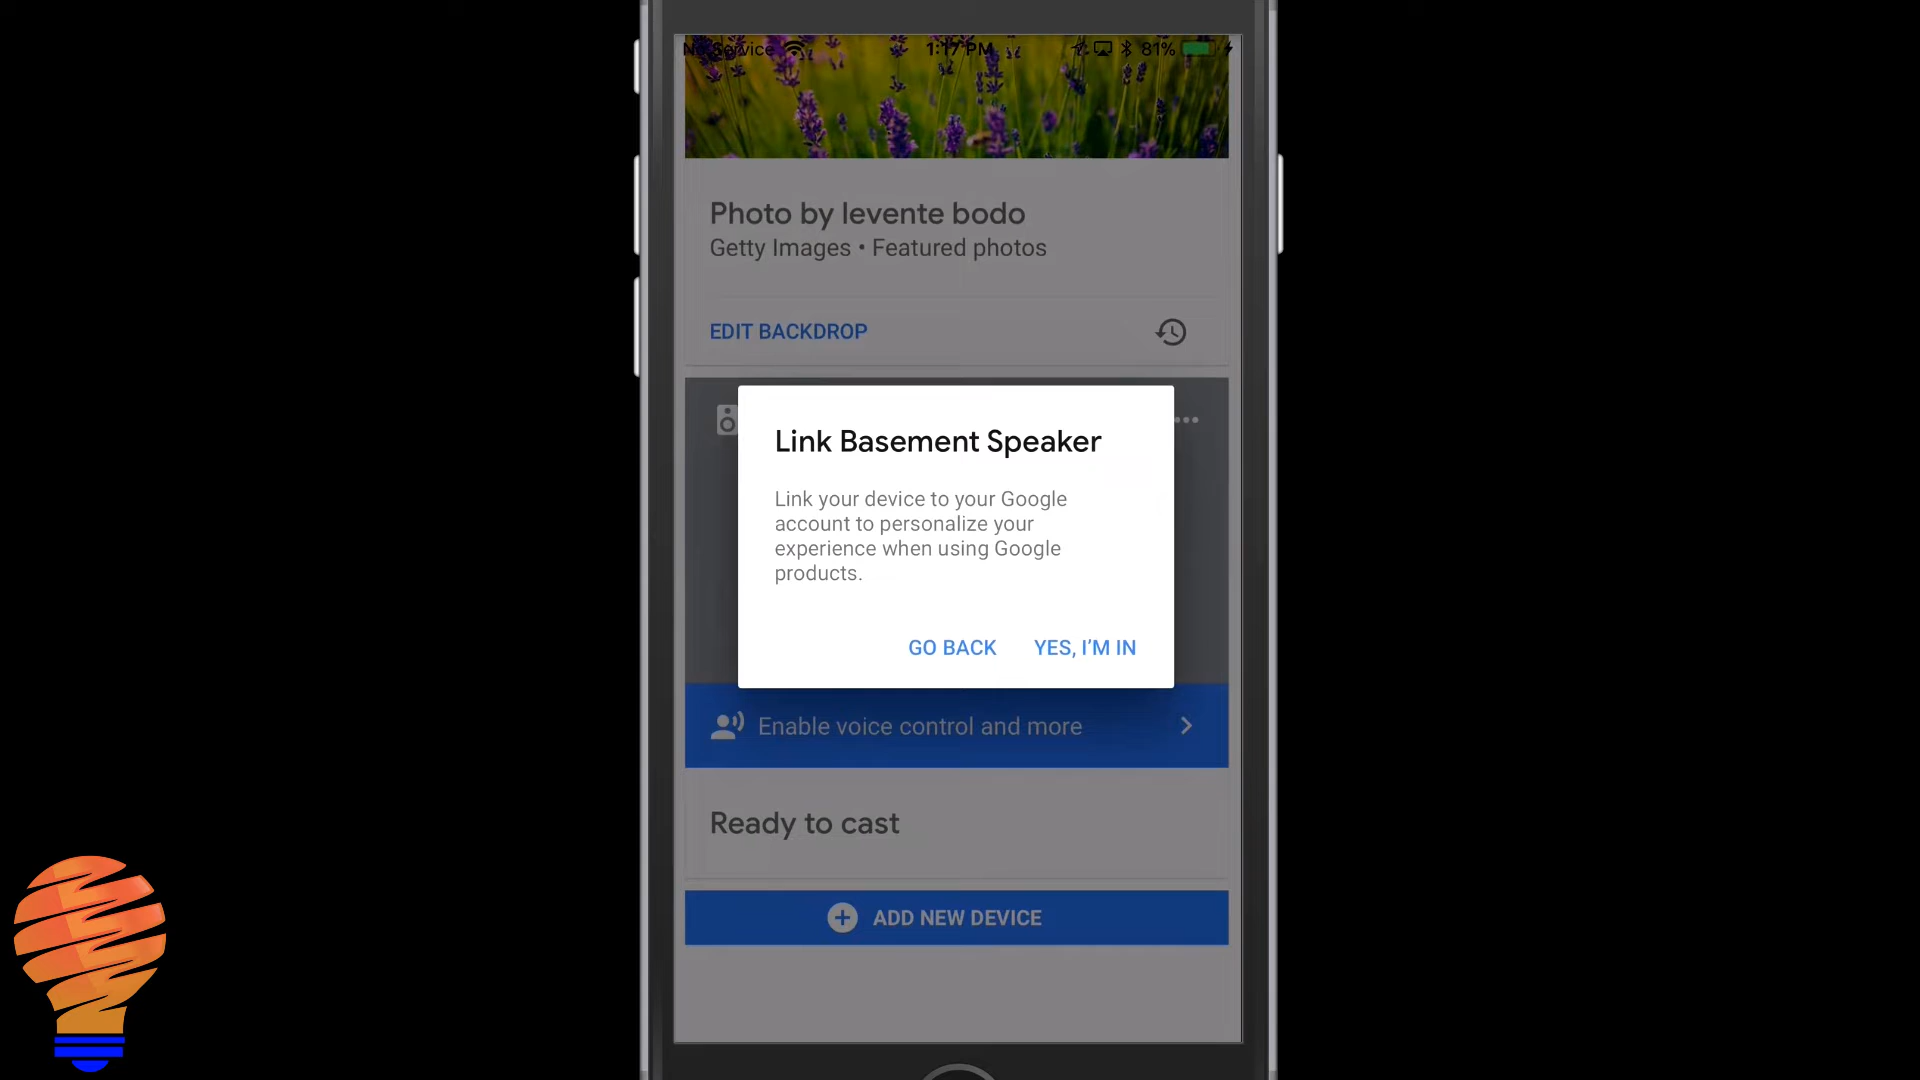 No Service 1:17 PM 81%
Photo by levente bodo
Getty Images • Featured photos
EDIT BACKDROP
Link Basement Speaker
Link your device to your Google
account to personalize your
experience when using Google
products.
GO BACK YES, I'M IN
Enable voice control and more
Ready to cast
ADD NEW DEVICE